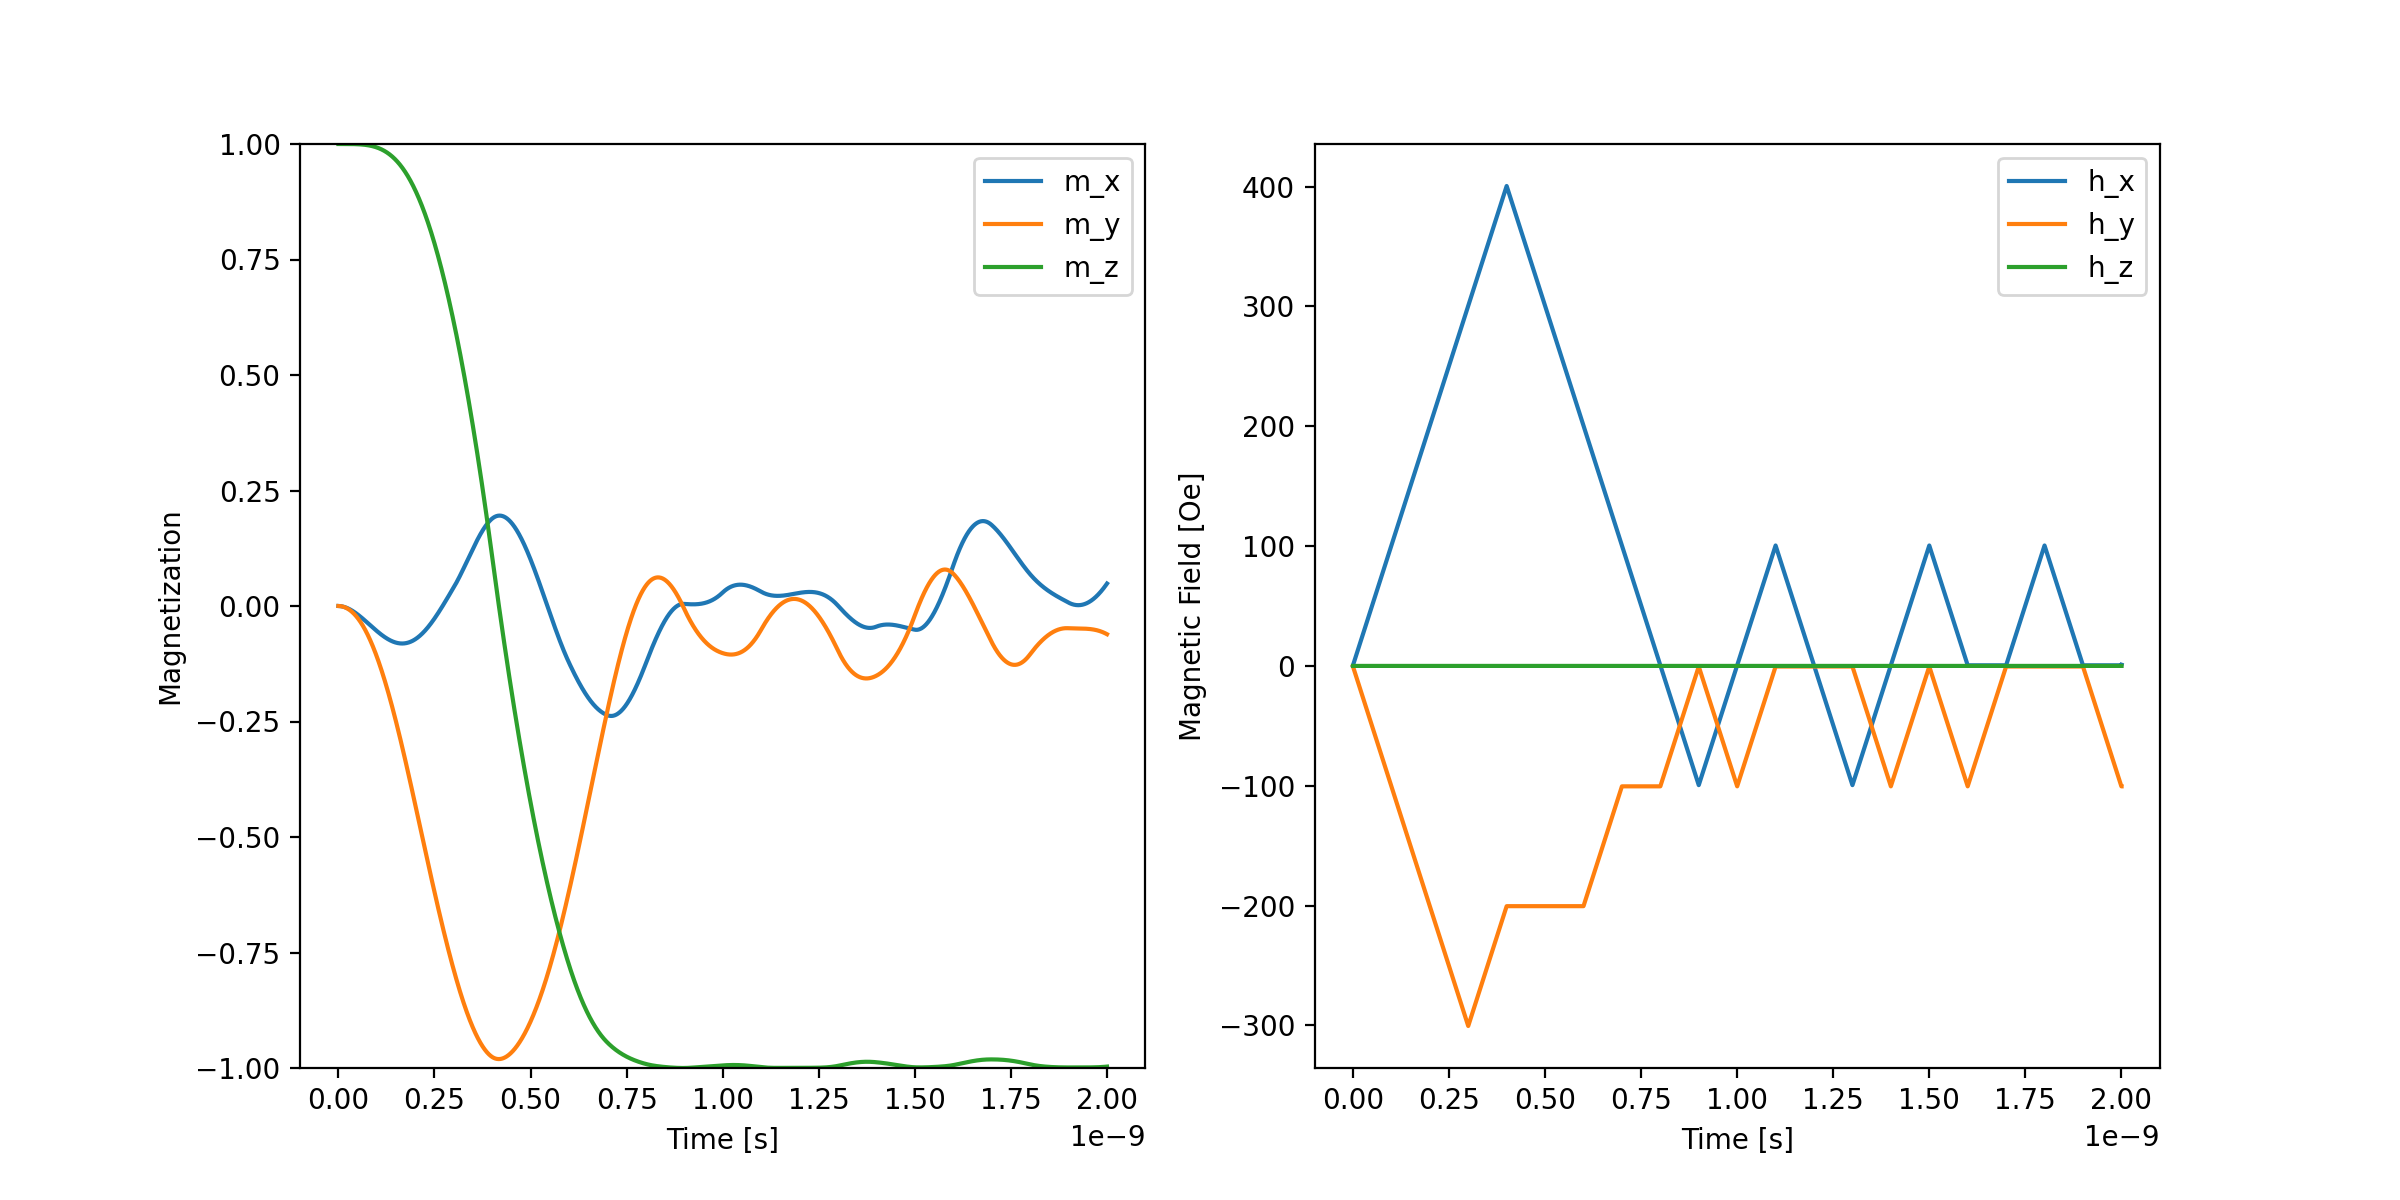 1.00
0.75
0.50
0.25
0.00
−0.25
−0.50
−0.75
−1.00
Magnetization
m_x
m_y
m_z
0.00 0.25 0.50 0.75 1.00 1.25 1.50 1.75 2.00
Time [s]
1e−9
400
300
200
100
0
−100
−200
−300
Magnetic Field [Oe]
h_x
h_y
h_z
0.00 0.25 0.50 0.75 1.00 1.25 1.50 1.75 2.00
Time [s]
1e−9